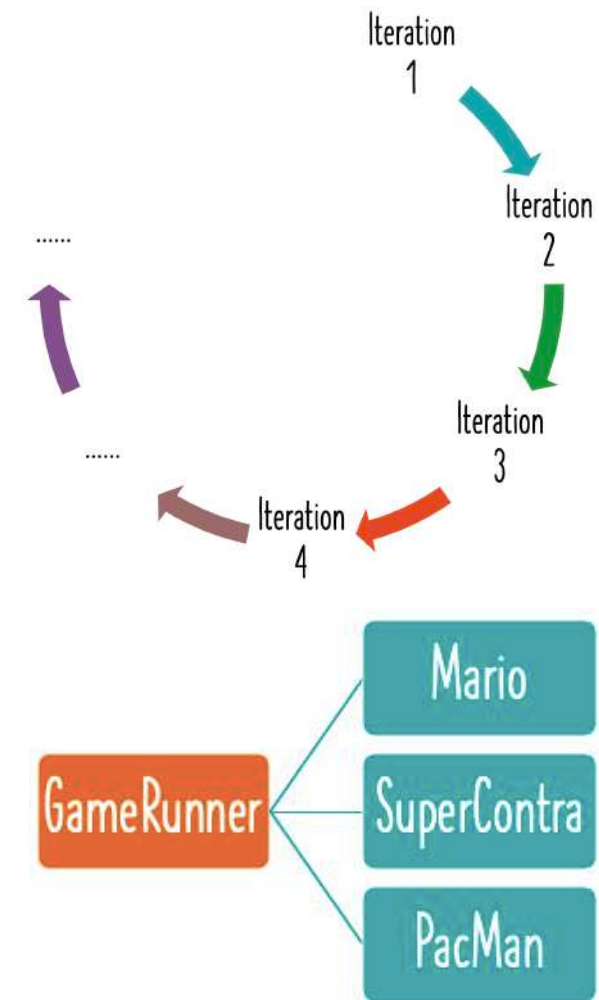 Iteration
1
Iteration
2
......
Iteration
3
......
Iteration
4
Mario
GameRunner
SuperContra
PacMan